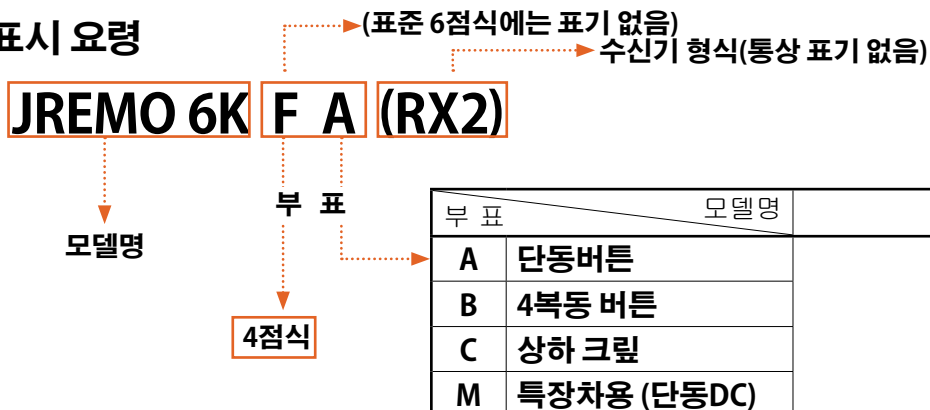 표시 요령
(표준 6점식에는 표기 없음)
수신기 형식(통상 표기 없음)
JREMO 6K F A (RX2)
부 표
모델명
4점식
부 표 모델명
A 단동버튼
B 4복동 버튼
C 상하 크맆
M 특장차용 (단동DC)